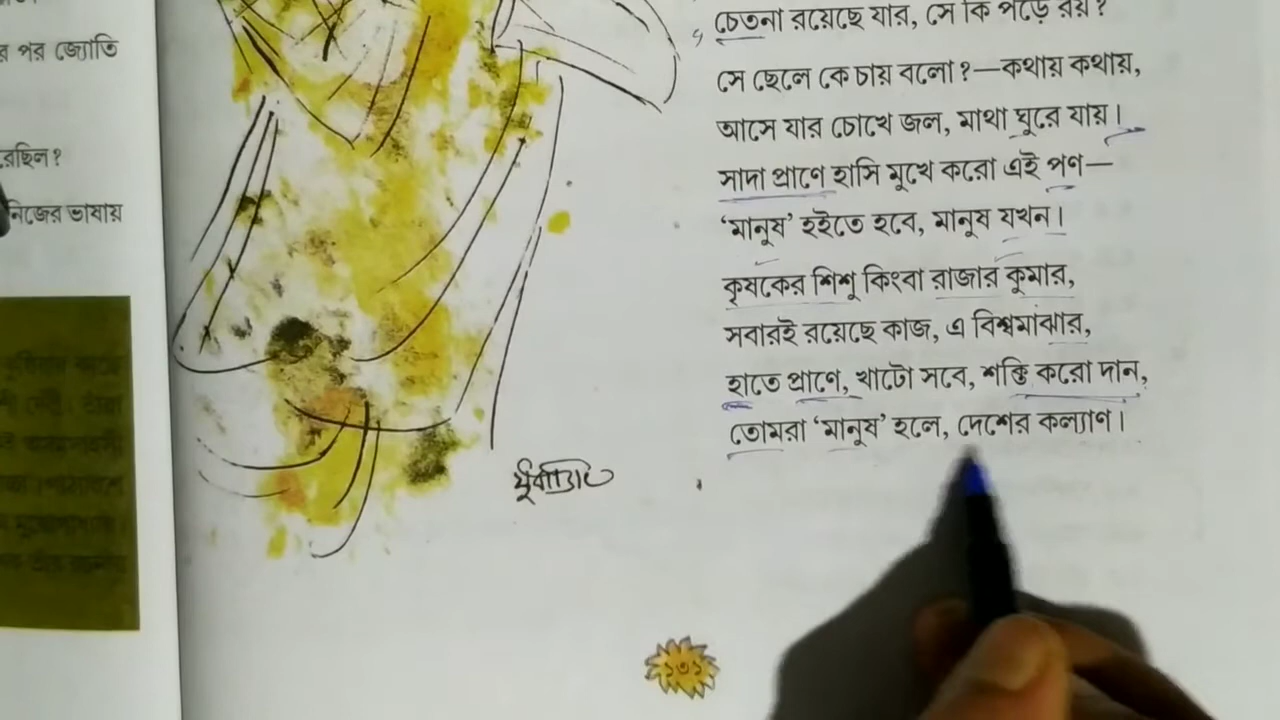 র পর জ্যোতি
রেছিল?
নিজের ভাষায়
চেতনা রয়েছে যার, সে কি পড়ে রয়?
সে ছেলে কে চায় বলো?—কথায় কথায়,
আসে যার চোখে জল, মাথা ঘুরে যায়।
সাদা প্রাণে হাসি মুখে করো এই পণ—
‘মানুষ’ হইতে হবে, মানুষ যখন।
কৃষকের শিশু কিংবা রাজার কুমার,
সবারই রয়েছে কাজ, এ বিশ্বমাঝার,
হাতে প্রাণে, খাটো সবে, শক্তি করো দান,
তোমরা ‘মানুষ’ হলে, দেশের কল্যাণ।
১৩১